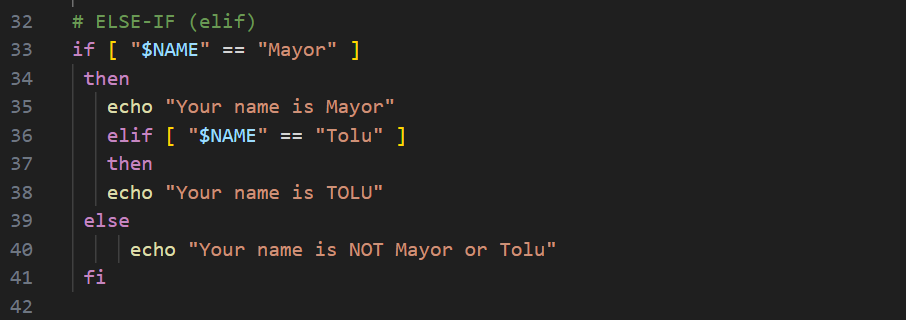 32 # ELSE-IF (elif)
33 if [ "$NAME" == "Mayor" ]
34 then
35 echo "Your name is Mayor"
36 elif [ "$NAME" == "Tolu" ]
37 then
38 echo "Your name is TOLU"
39 else
40 echo "Your name is NOT Mayor or Tolu"
41 fi
42